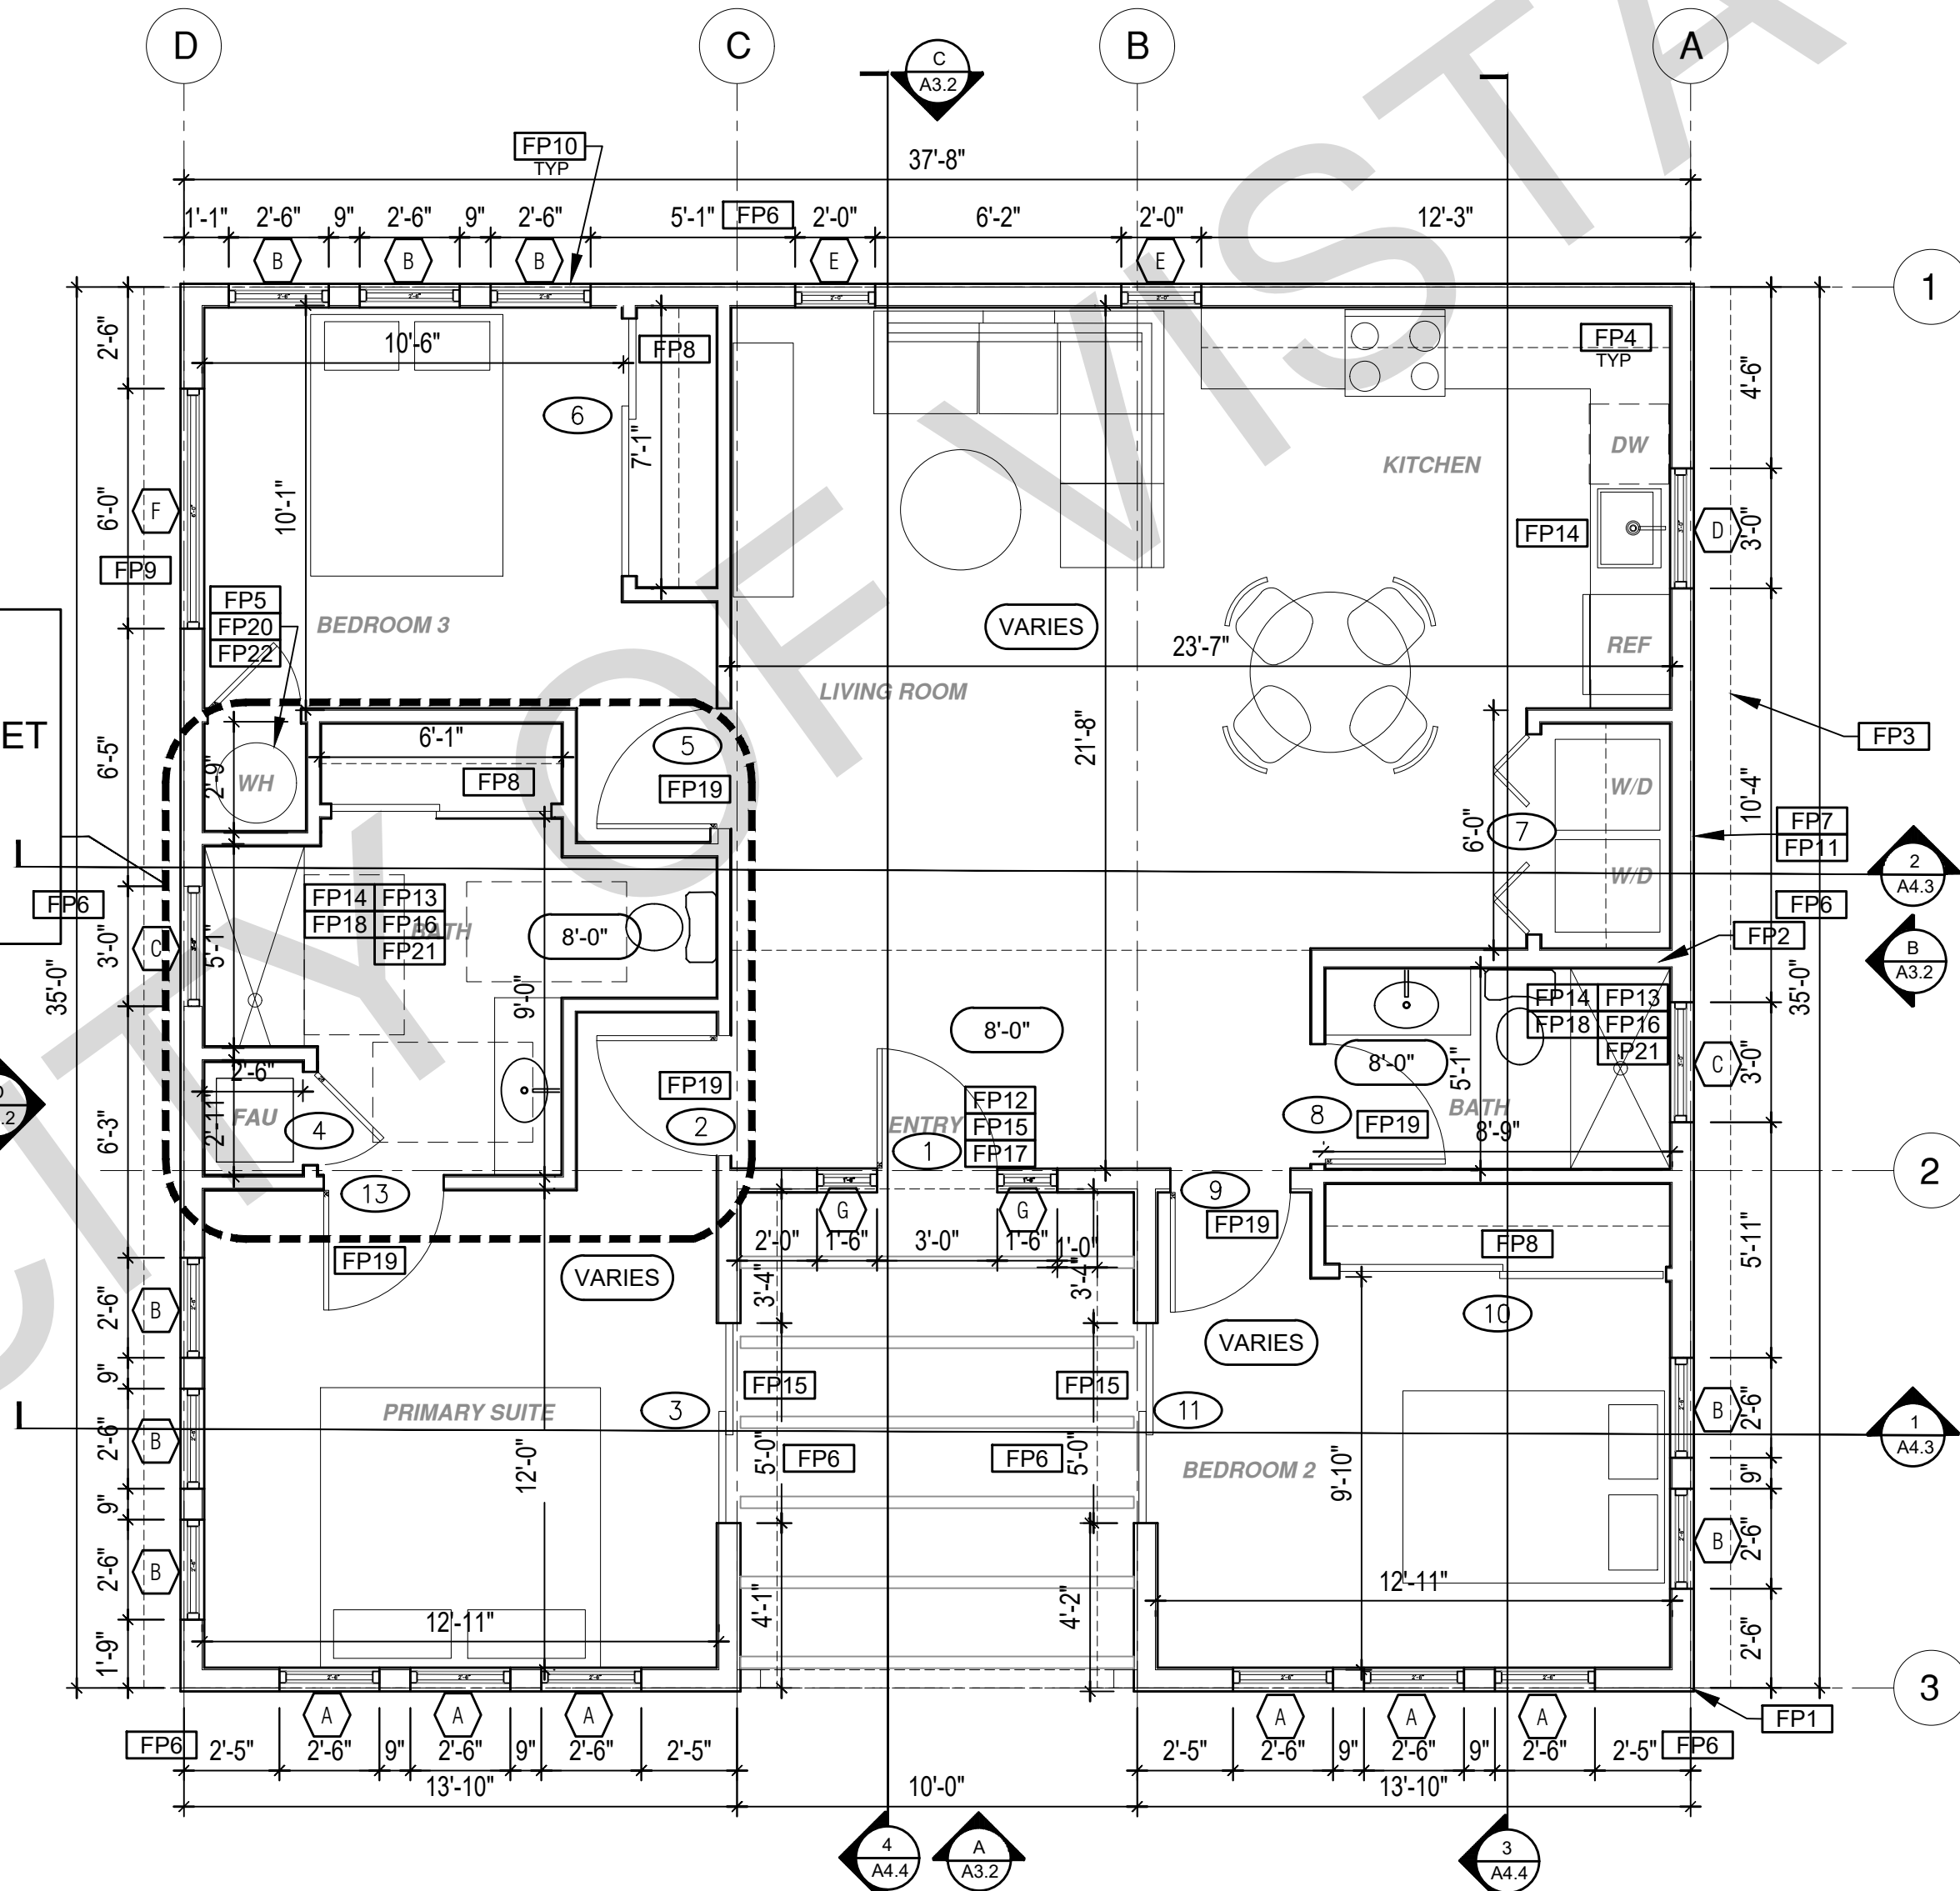 D
C
B
A
C
A3.2
FP10
TYP
37'-8"
1'-1"
2'-6"
9"
2'-6"
9"
2'-6"
5'-1"
FP6
2'-0"
6'-2"
2'-0"
12'-3"
B
B
B
E
E
1
2'-6"
10'-6"
FP8
FP4
TYP
4'-6"
6
7'-1"
DW
KITCHEN
10'-1"
6'-0"
F
FP14
D
3'-0"
FP9
FP5
FP20
FP22
BEDROOM 3
VARIES
23'-7"
REF
LIVING ROOM
ET
6'-1"
5
21'-8"
FP3
6'-5"
2'-9"
WH
FP8
FP19
W/D
10'-4"
6'-0"
7
FP7
FP11
2
A4.3
W/D
FP6
FP14
FP13
FP18
FP16
FP21
BATH
8'-0"
FP6
FP2
C
3'-0"
5'-1"
B
A3.2
35'-0"
9'-0"
8'-0"
FP14
FP13
FP18
FP16
FP21
35'-0"
8'-0"
5'-1"
C
3'-0"
2'-6"
FP19
FP12
FP15
FP17
.2
6'-3"
FAU
2'-11"
4
2
ENTRY
1
8
FP19
BATH
8'-9"
2
13
9
G
G
FP19
5'-11"
2'-0"
1'-6"
3'-0"
1'-6"
1'-0"
FP8
FP19
VARIES
3'-4"
3'-4"
B
2'-6"
10
VARIES
9"
FP15
FP15
PRIMARY SUITE
3
11
B
2'-6"
1
A4.3
B
2'-6"
12'-0"
5'-0"
FP6
FP6
5'-0"
BEDROOM 2
9'-10"
9"
9"
B
2'-6"
B
2'-6"
12'-11"
4'-1"
4'-2"
12'-11"
1'-9"
2'-6"
3
A
A
A
A
A
A
FP1
FP6
2'-5"
2'-6"
9"
2'-6"
9"
2'-6"
2'-5"
2'-5"
2'-6"
9"
2'-6"
9"
2'-6"
2'-5"
FP6
13'-10"
10'-0"
13'-10"
4
A4.4
A
A3.2
3
A4.4
CITY OF VISTA